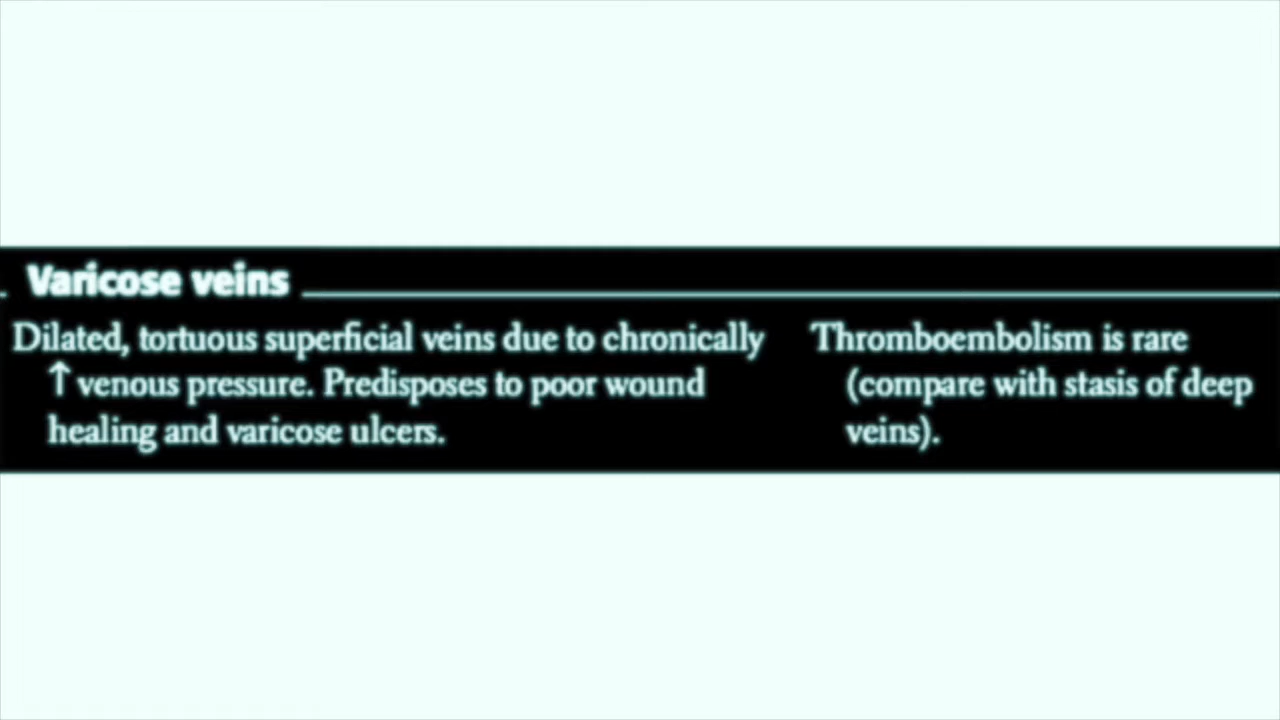 Varicose veins
Dilated, tortuous superficial veins due to chronically
↑ venous pressure. Predisposes to poor wound
healing and varicose ulcers.
Thromboembolism is rare
(compare with stasis of deep
veins).